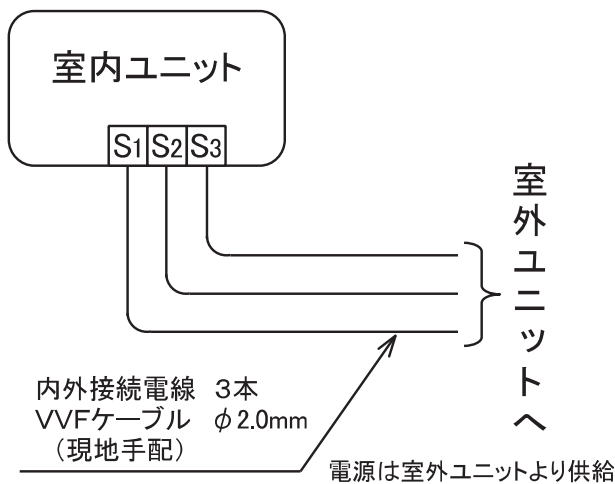 室内ユニット
S1 S2 S3
室外ユニットへ
内外接続電線 3本
VVFケーブル φ2.0mm
(現地手配)
電源は室外ユニットより供給